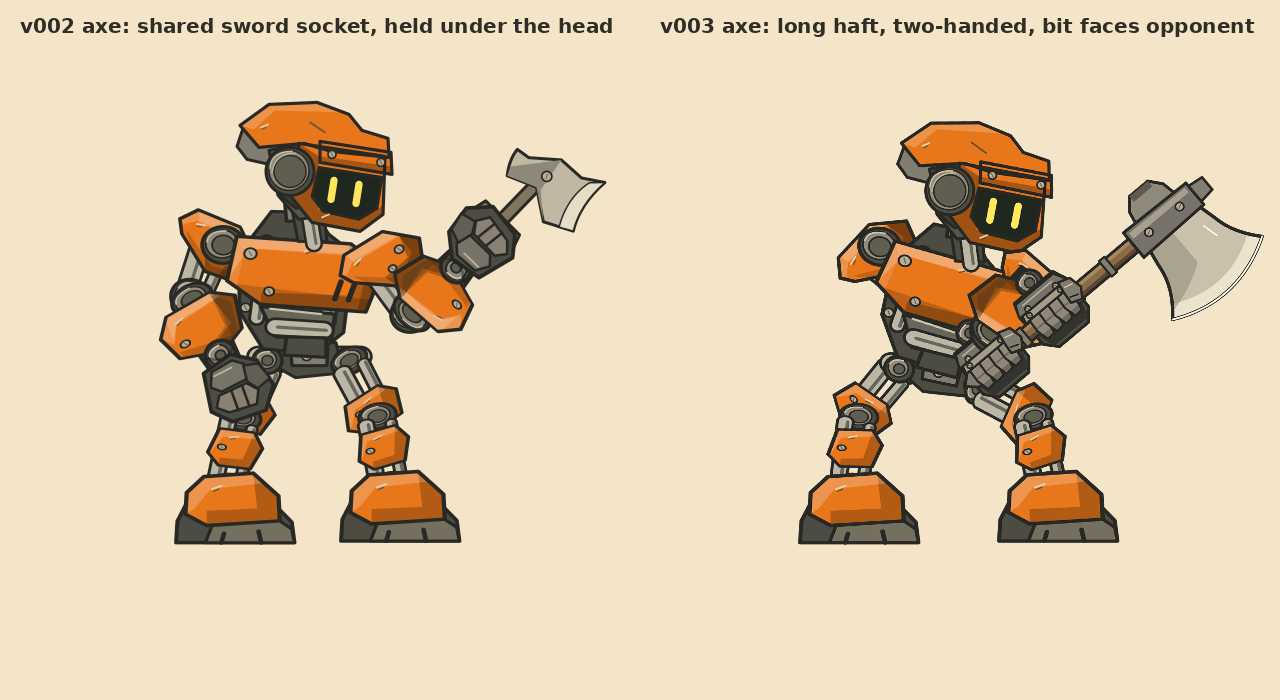 v002 axe: shared sword socket, held under the head
v003 axe: long haft, two-handed, bit faces opponent